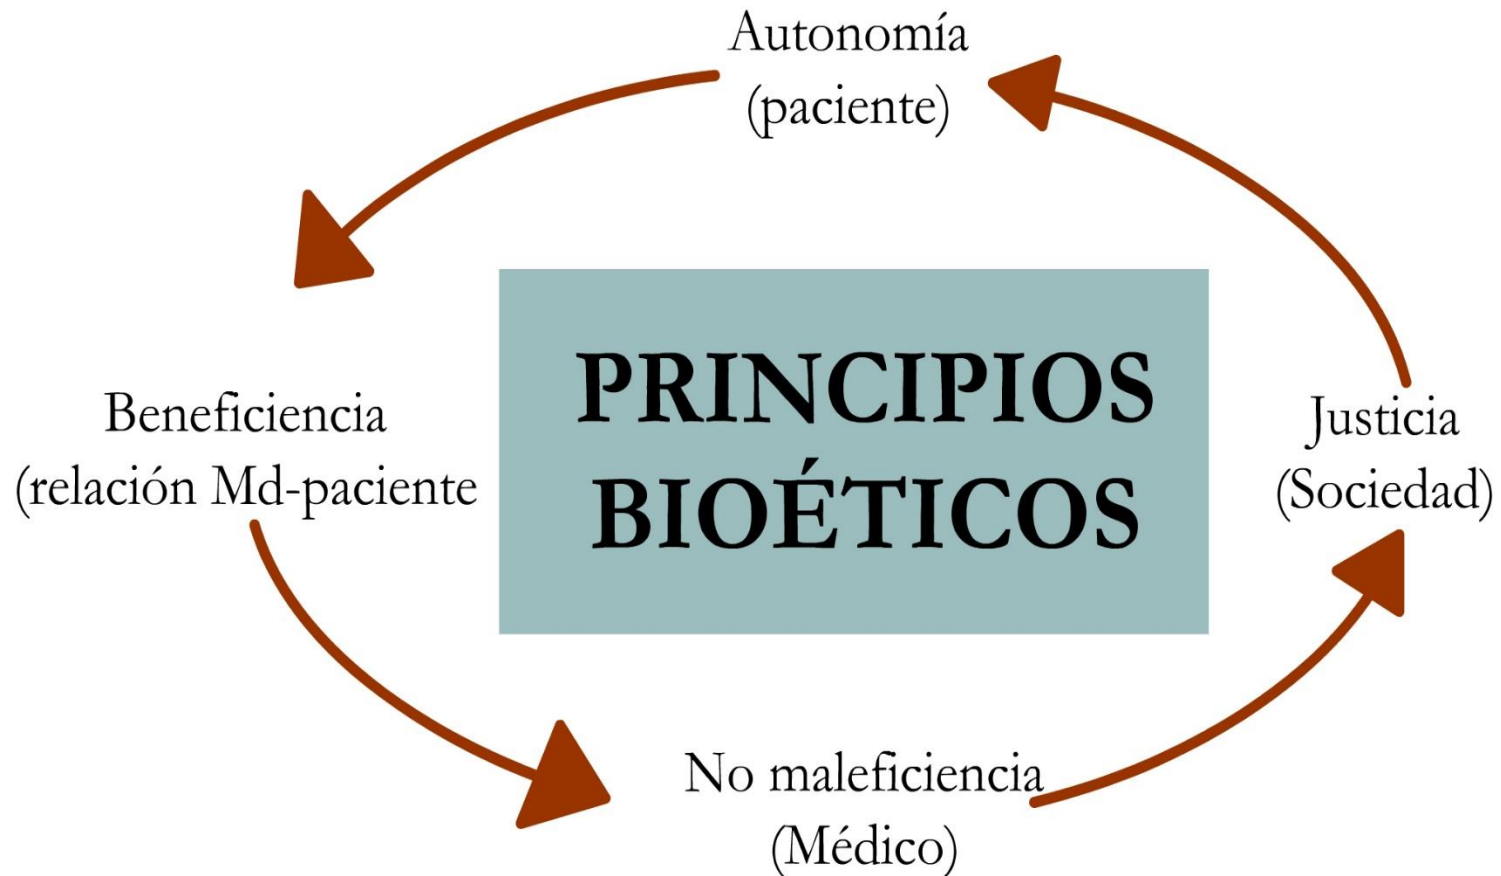 Autonomía
(paciente)
PRINCIPIOS
BIOÉTICOS
Beneficiencia
(relación Md-paciente
Justicia
(Sociedad)
No maleficiencia
(Médico)